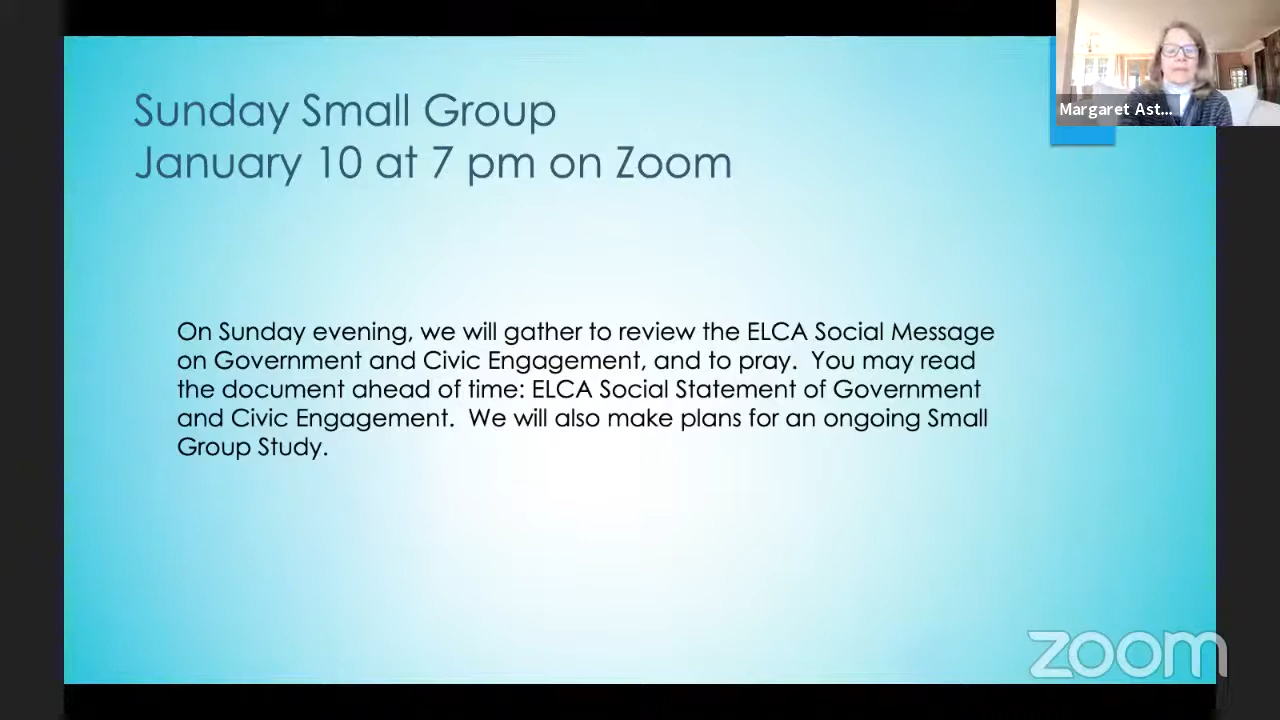 Sunday Small Group
January 10 at 7 pm on Zoom
Margaret Ast...
On Sunday evening, we will gather to review the ELCA Social Message
on Government and Civic Engagement, and to pray.  You may read
the document ahead of time: ELCA Social Statement of Government
and Civic Engagement.  We will also make plans for an ongoing Small
Group Study.
zoom